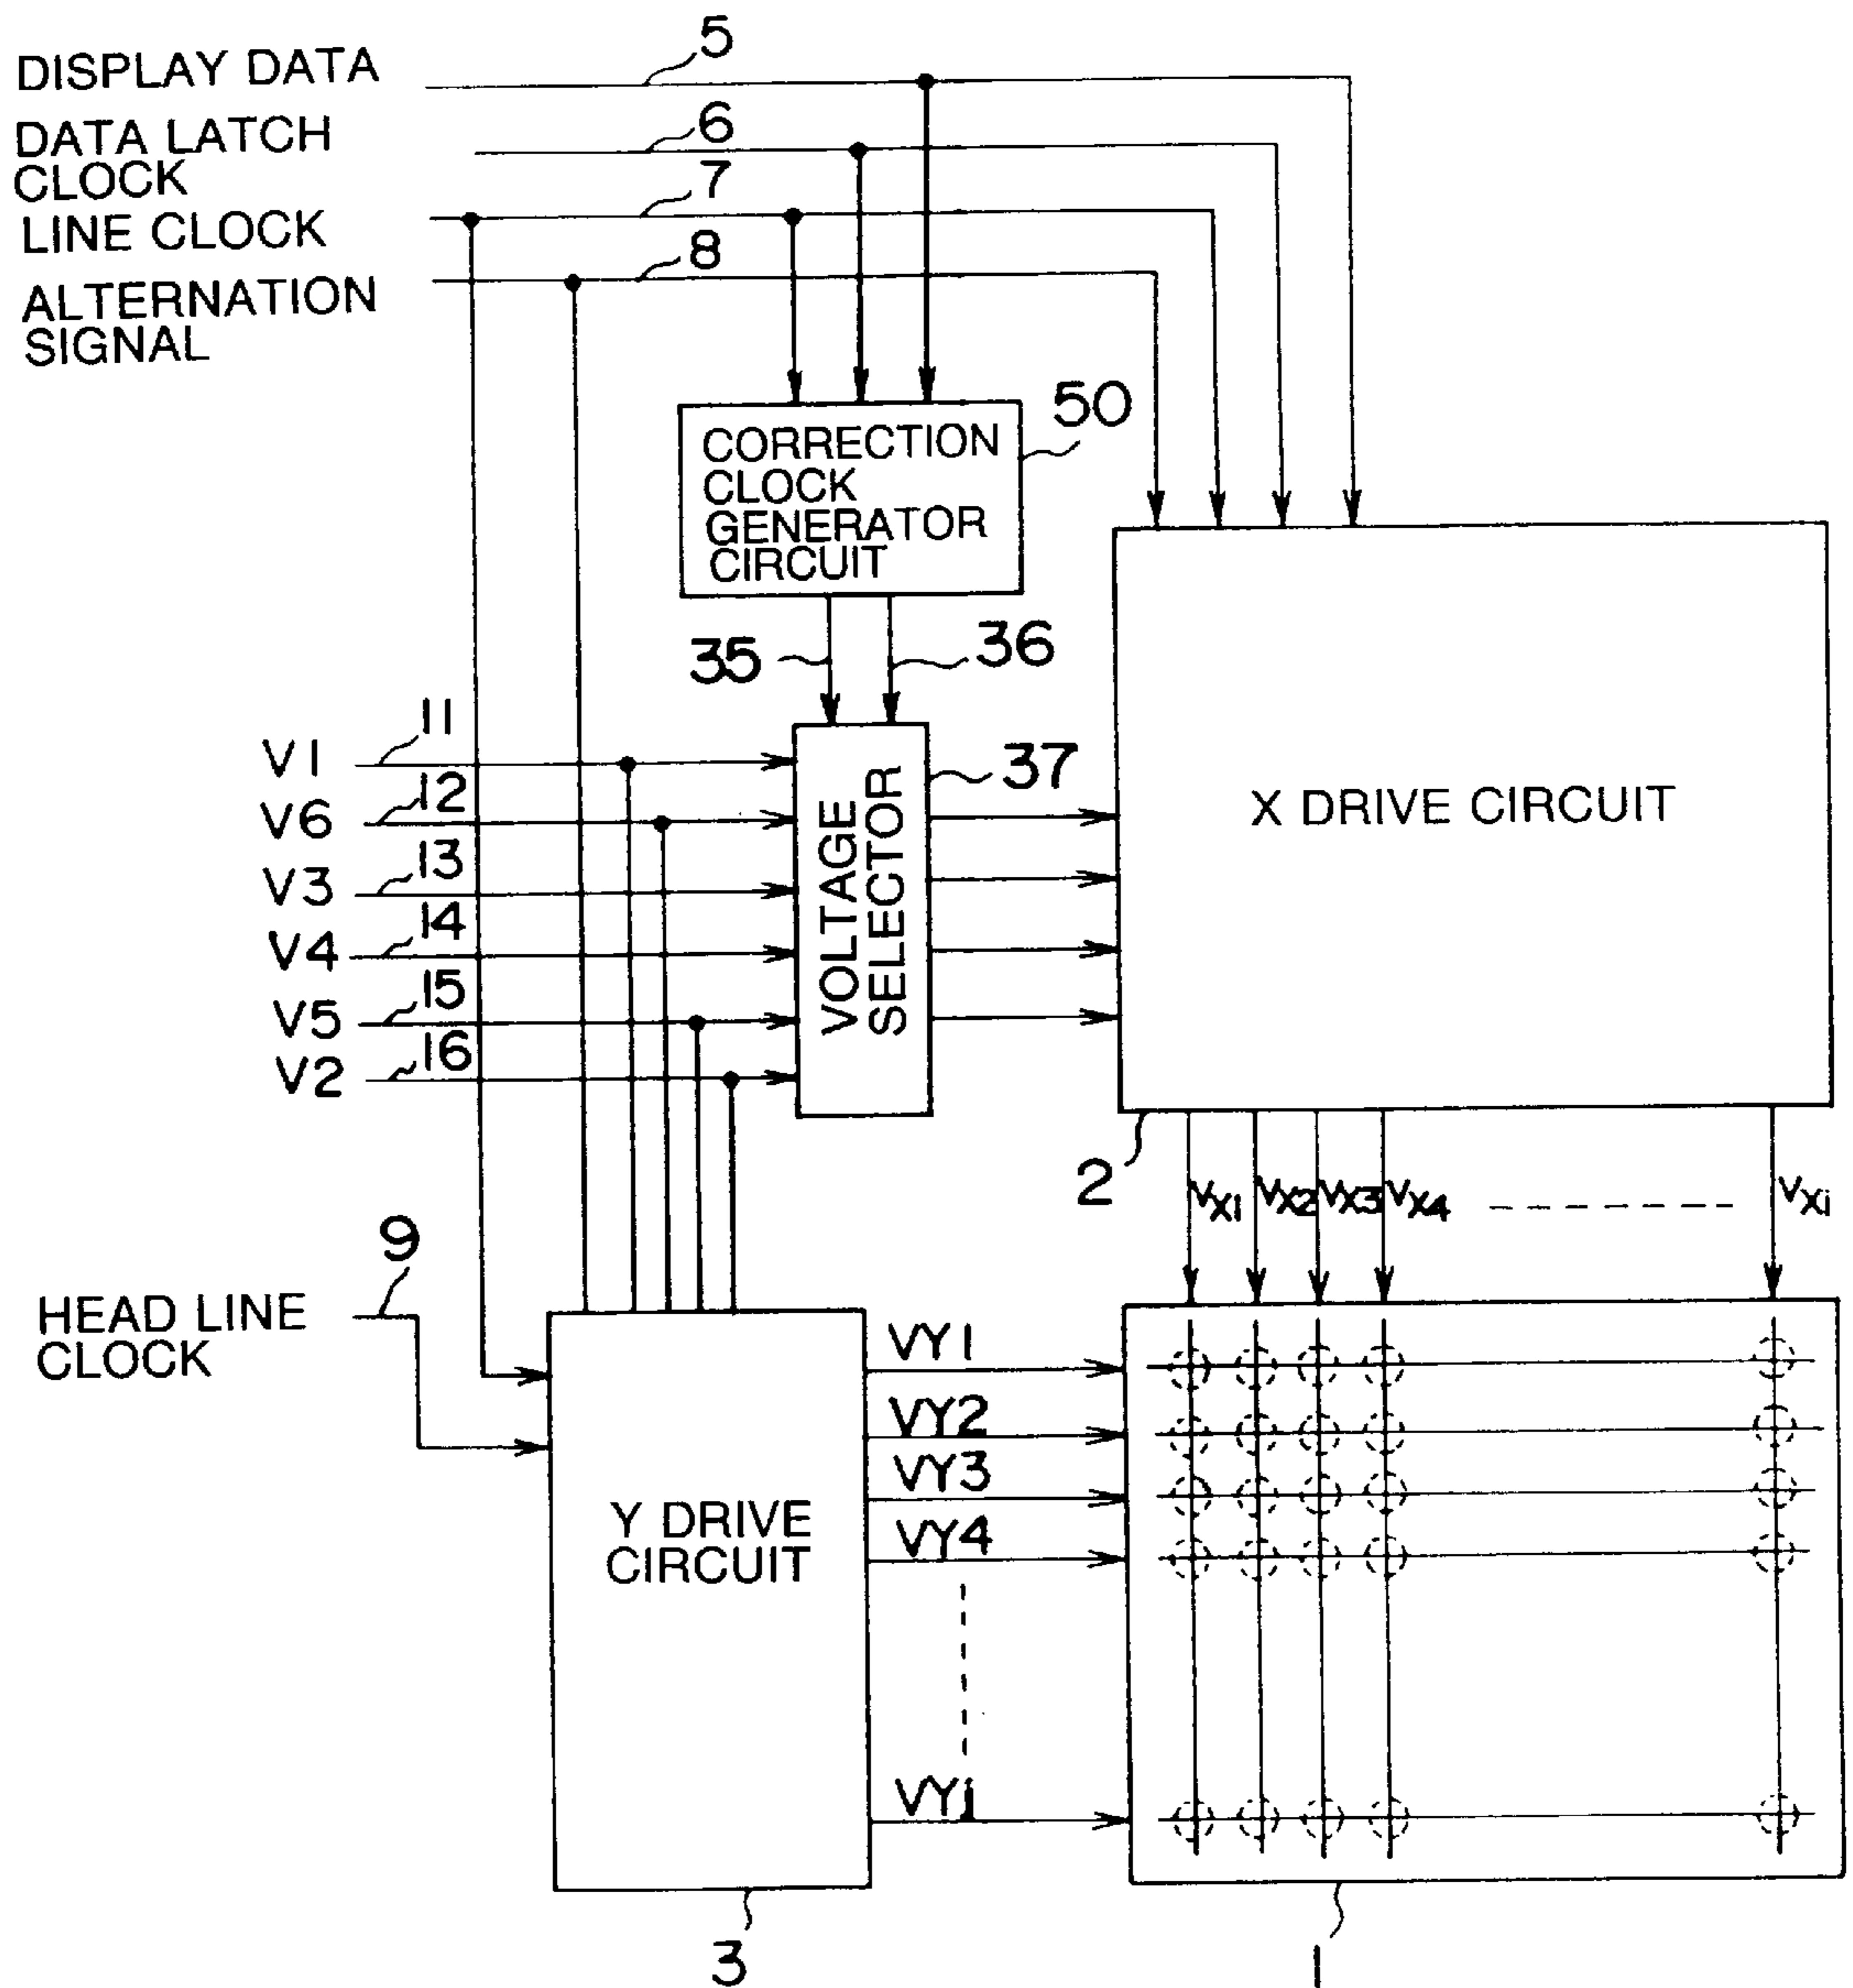 DISPLAY DATA
5
DATA LATCH
CLOCK
6
LINE CLOCK
7
ALTERNATION
SIGNAL
8
CORRECTION
CLOCK
GENERATOR
CIRCUIT
50
35
36
V1
11
V6
12
V3
13
V4
14
V5
15
V2
16
VOLTAGE
SELECTOR
37
X DRIVE CIRCUIT
2
VX1
VX2
VX3
VX4
VXi
HEAD LINE
CLOCK
9
Y DRIVE
CIRCUIT
VY1
VY2
VY3
VY4
VYj
3
1